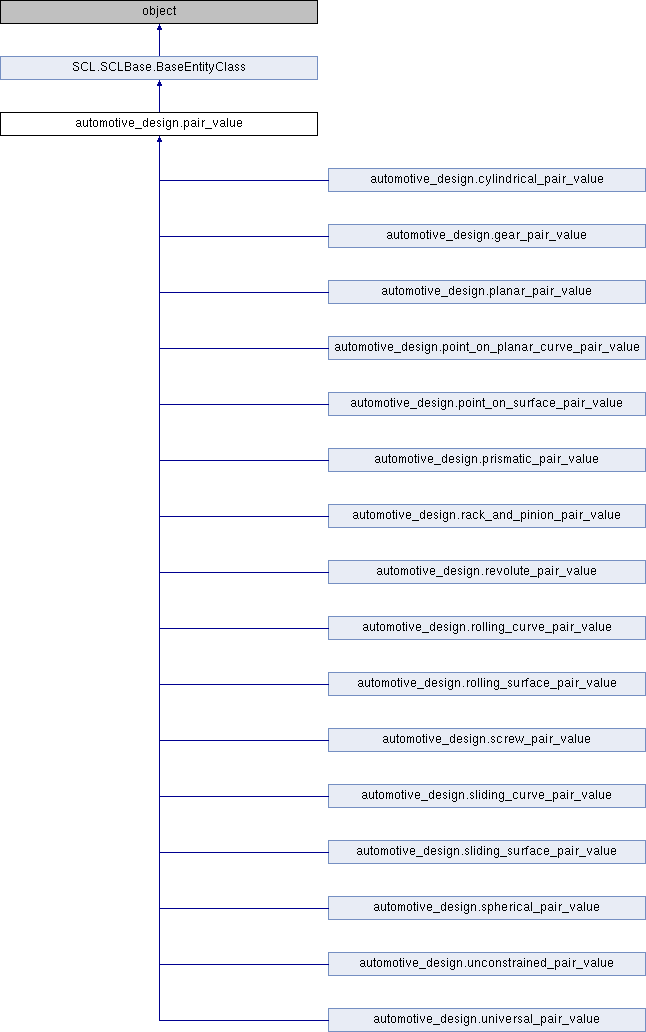 object
SCL.SCLBase.BaseEntityClass
automotive_design.pair_value
automotive_design.cylindrical_pair_value
automotive_design.gear_pair_value
automotive_design.planar_pair_value
automotive_design.point_on_planar_curve_pair_value
automotive_design.point_on_surface_pair_value
automotive_design.prismatic_pair_value
automotive_design.rack_and_pinion_pair_value
automotive_design.revolute_pair_value
automotive_design.rolling_curve_pair_value
automotive_design.rolling_surface_pair_value
automotive_design.screw_pair_value
automotive_design.sliding_curve_pair_value
automotive_design.sliding_surface_pair_value
automotive_design.spherical_pair_value
automotive_design.unconstrained_pair_value
automotive_design.universal_pair_value